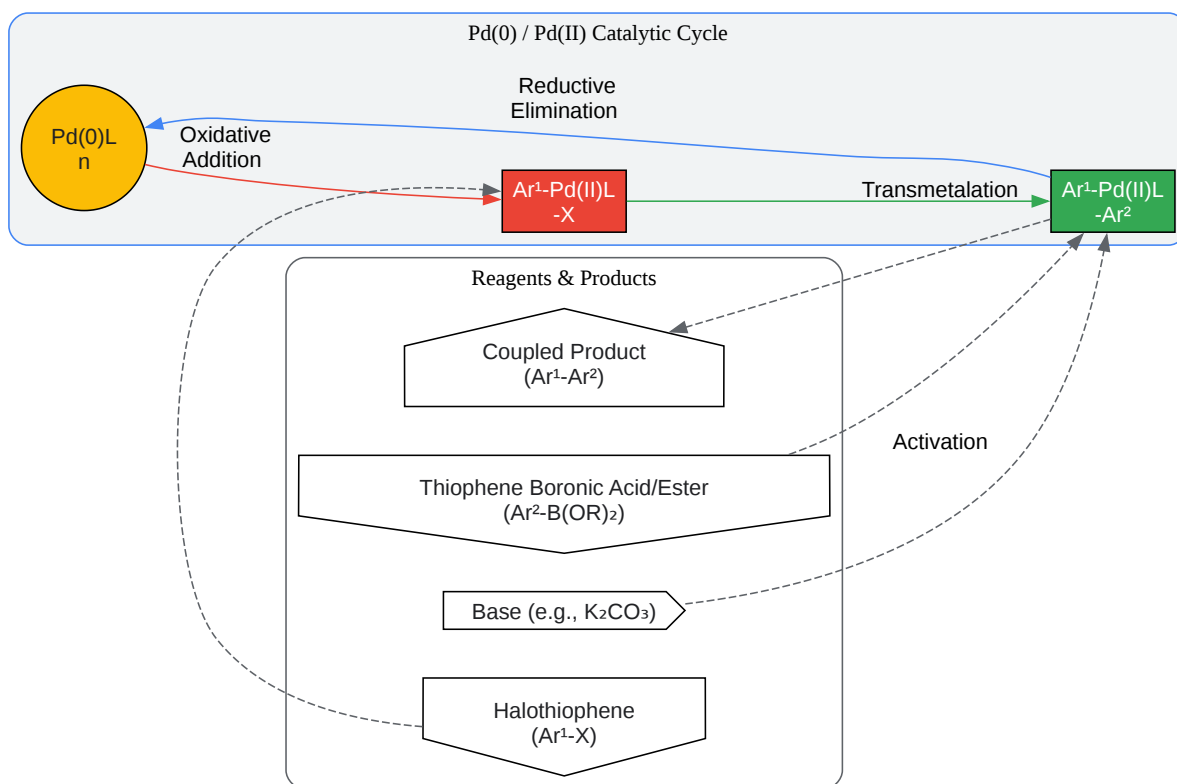 Pd(0) / Pd(II) Catalytic Cycle
Reductive
Elimination
Pd(0)L
n
Oxidative
Addition
Ar¹-Pd(II)L
-X
Transmetalation
Ar¹-Pd(II)L
-Ar²
Reagents & Products
Coupled Product
(Ar¹-Ar²)
Activation
Thiophene Boronic Acid/Ester
(Ar²-B(OR)₂)
Base (e.g., K₂CO₃)
Halothiophene
(Ar¹-X)